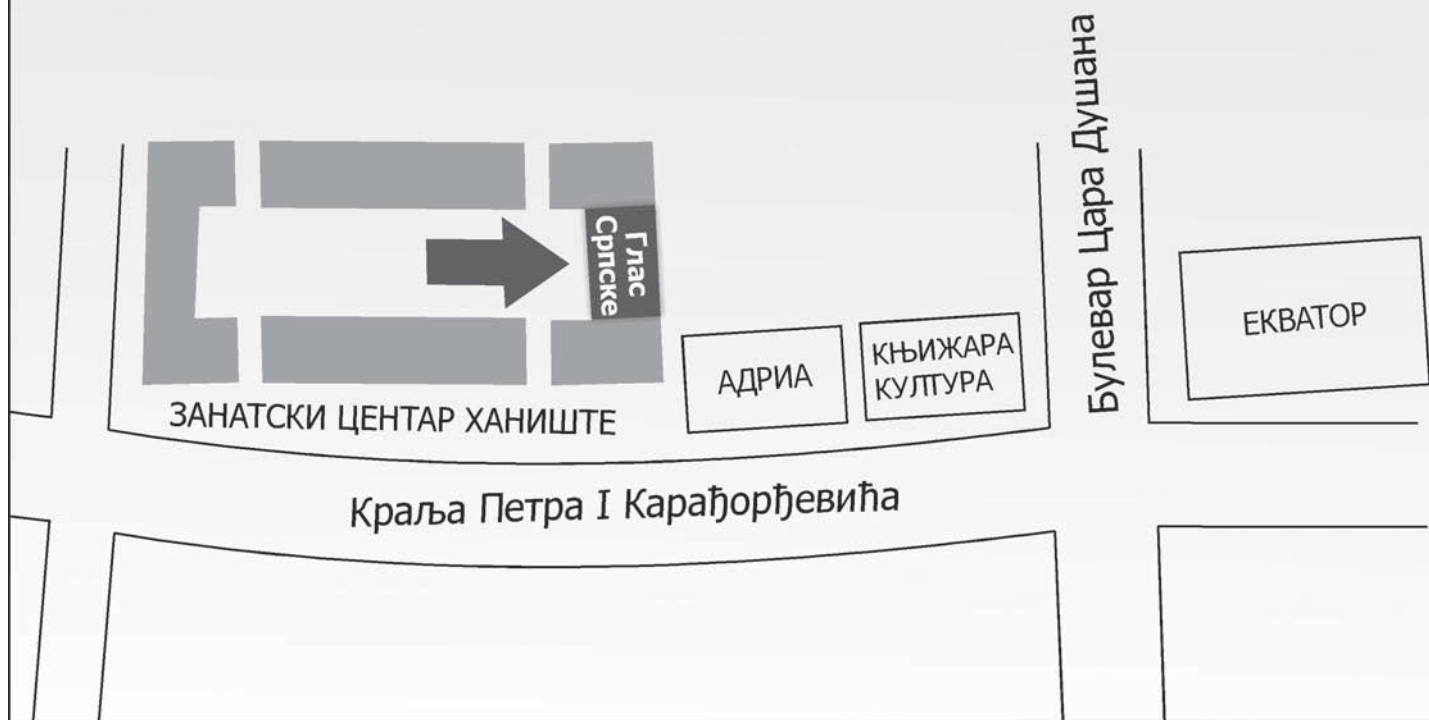 Булевар Цара Душана
Глас
Српске
ЕКВАТОР
АДРИА
КЊИЖАРА
КУЛТУРА
ЗАНАТСКИ ЦЕНТАР ХАНИШТЕ
Краља Петра I Карађорђевића